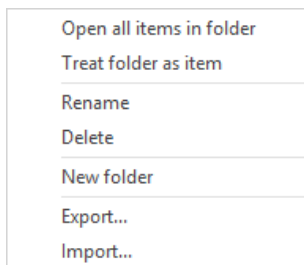 Open all items in folder
Treat folder as item
Rename
Delete
New folder
Export...
Import...